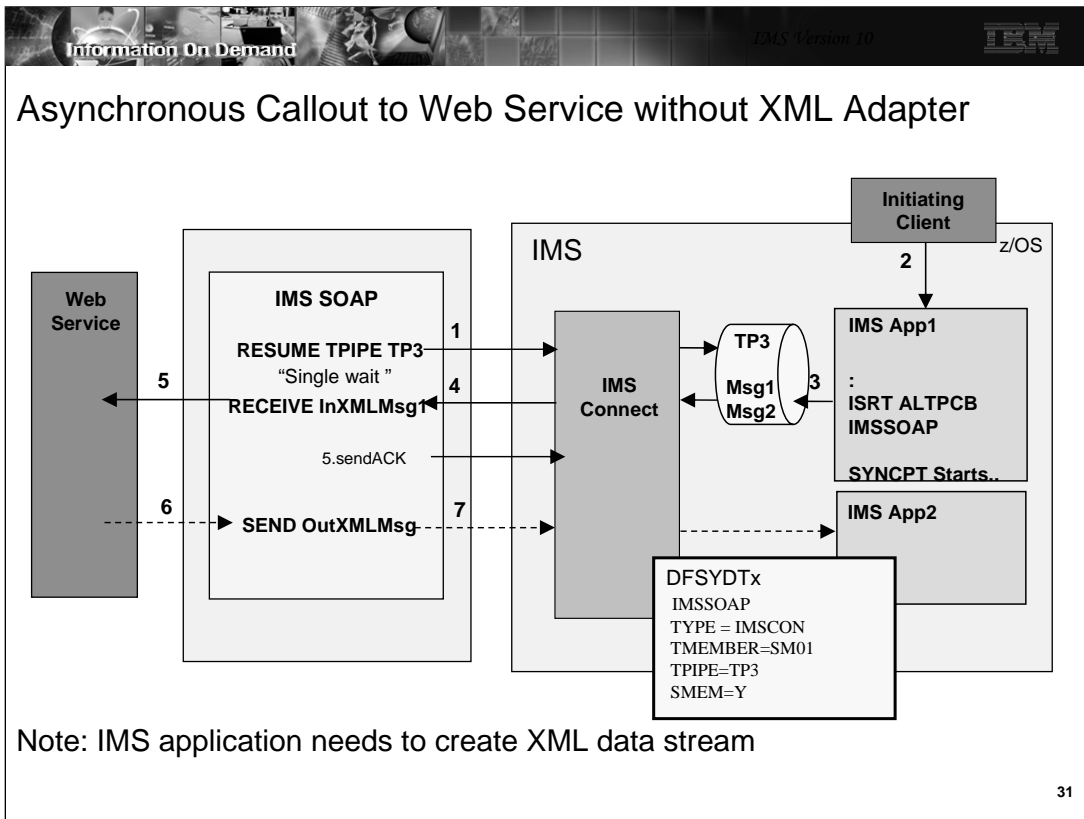 Information On Demand
IMS Version 10
IBM
Asynchronous Callout to Web Service without XML Adapter
Initiating
Client
IMS
z/OS
2
Web
Service
IMS SOAP
RESUME TPIPE TP3
"Single wait "
RECEIVE InXMLMsg1
5.sendACK
SEND OutXMLMsg
1
4
5
6
7
IMS
Connect
TP3
Msg1
Msg2
3
IMS App1
:
ISRT ALTPCB
IMSSOAP
SYNCPT Starts..
IMS App2
DFSYDTx
IMSSOAP
TYPE = IMSCON
TMEMBER=SM01
TPIPE=TP3
SMEM=Y
Note: IMS application needs to create XML data stream
31